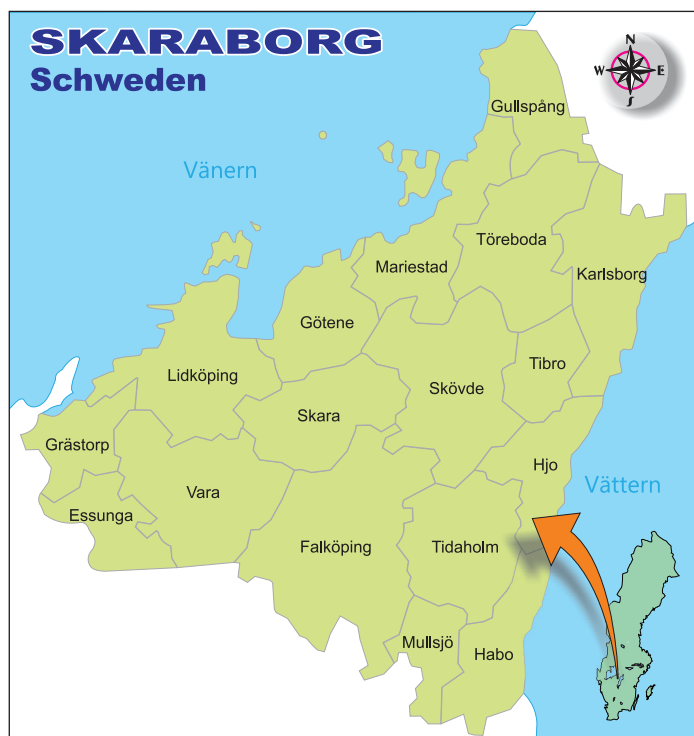 SKARABORG
Schweden
N
W E
S
Gullspång
Vänern
Töreboda
Mariestad
Karlsborg
Götene
Lidköping
Tibro
Skövde
Skara
Grästorp
Hjo
Vara
Vättern
Essunga
Falköping
Tidaholm
Mullsjö
Habo